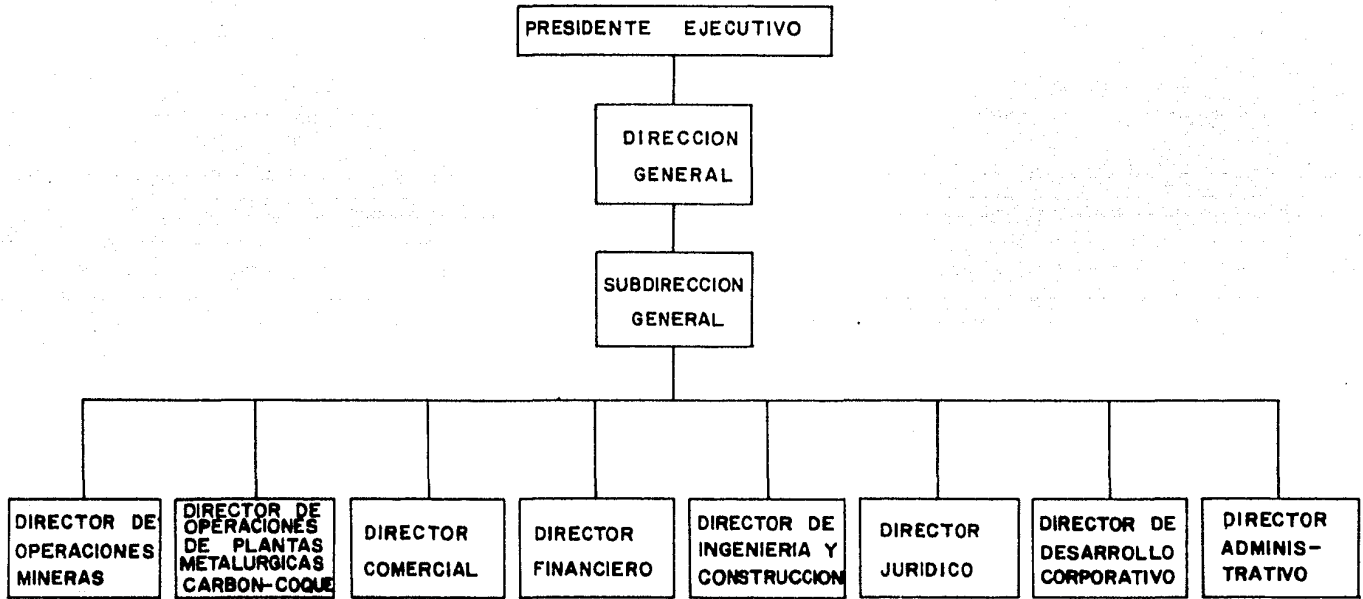 PRESIDENTE EJECUTIVO
DIRECCION
GENERAL
SUBDIRECCION
GENERAL
DIRECTOR DE
OPERACIONES
MINERAS
DIRECTOR DE
OPERACIONES
DE PLANTAS
METALURGICAS
CARBON-COQUE
DIRECTOR
COMERCIAL
DIRECTOR
FINANCIERO
DIRECTOR DE
INGENIERIA Y
CONSTRUCCION
DIRECTOR
JURIDICO
DIRECTOR DE
DESARROLLO
CORPORATIVO
DIRECTOR
ADMINIS-
TRATIVO